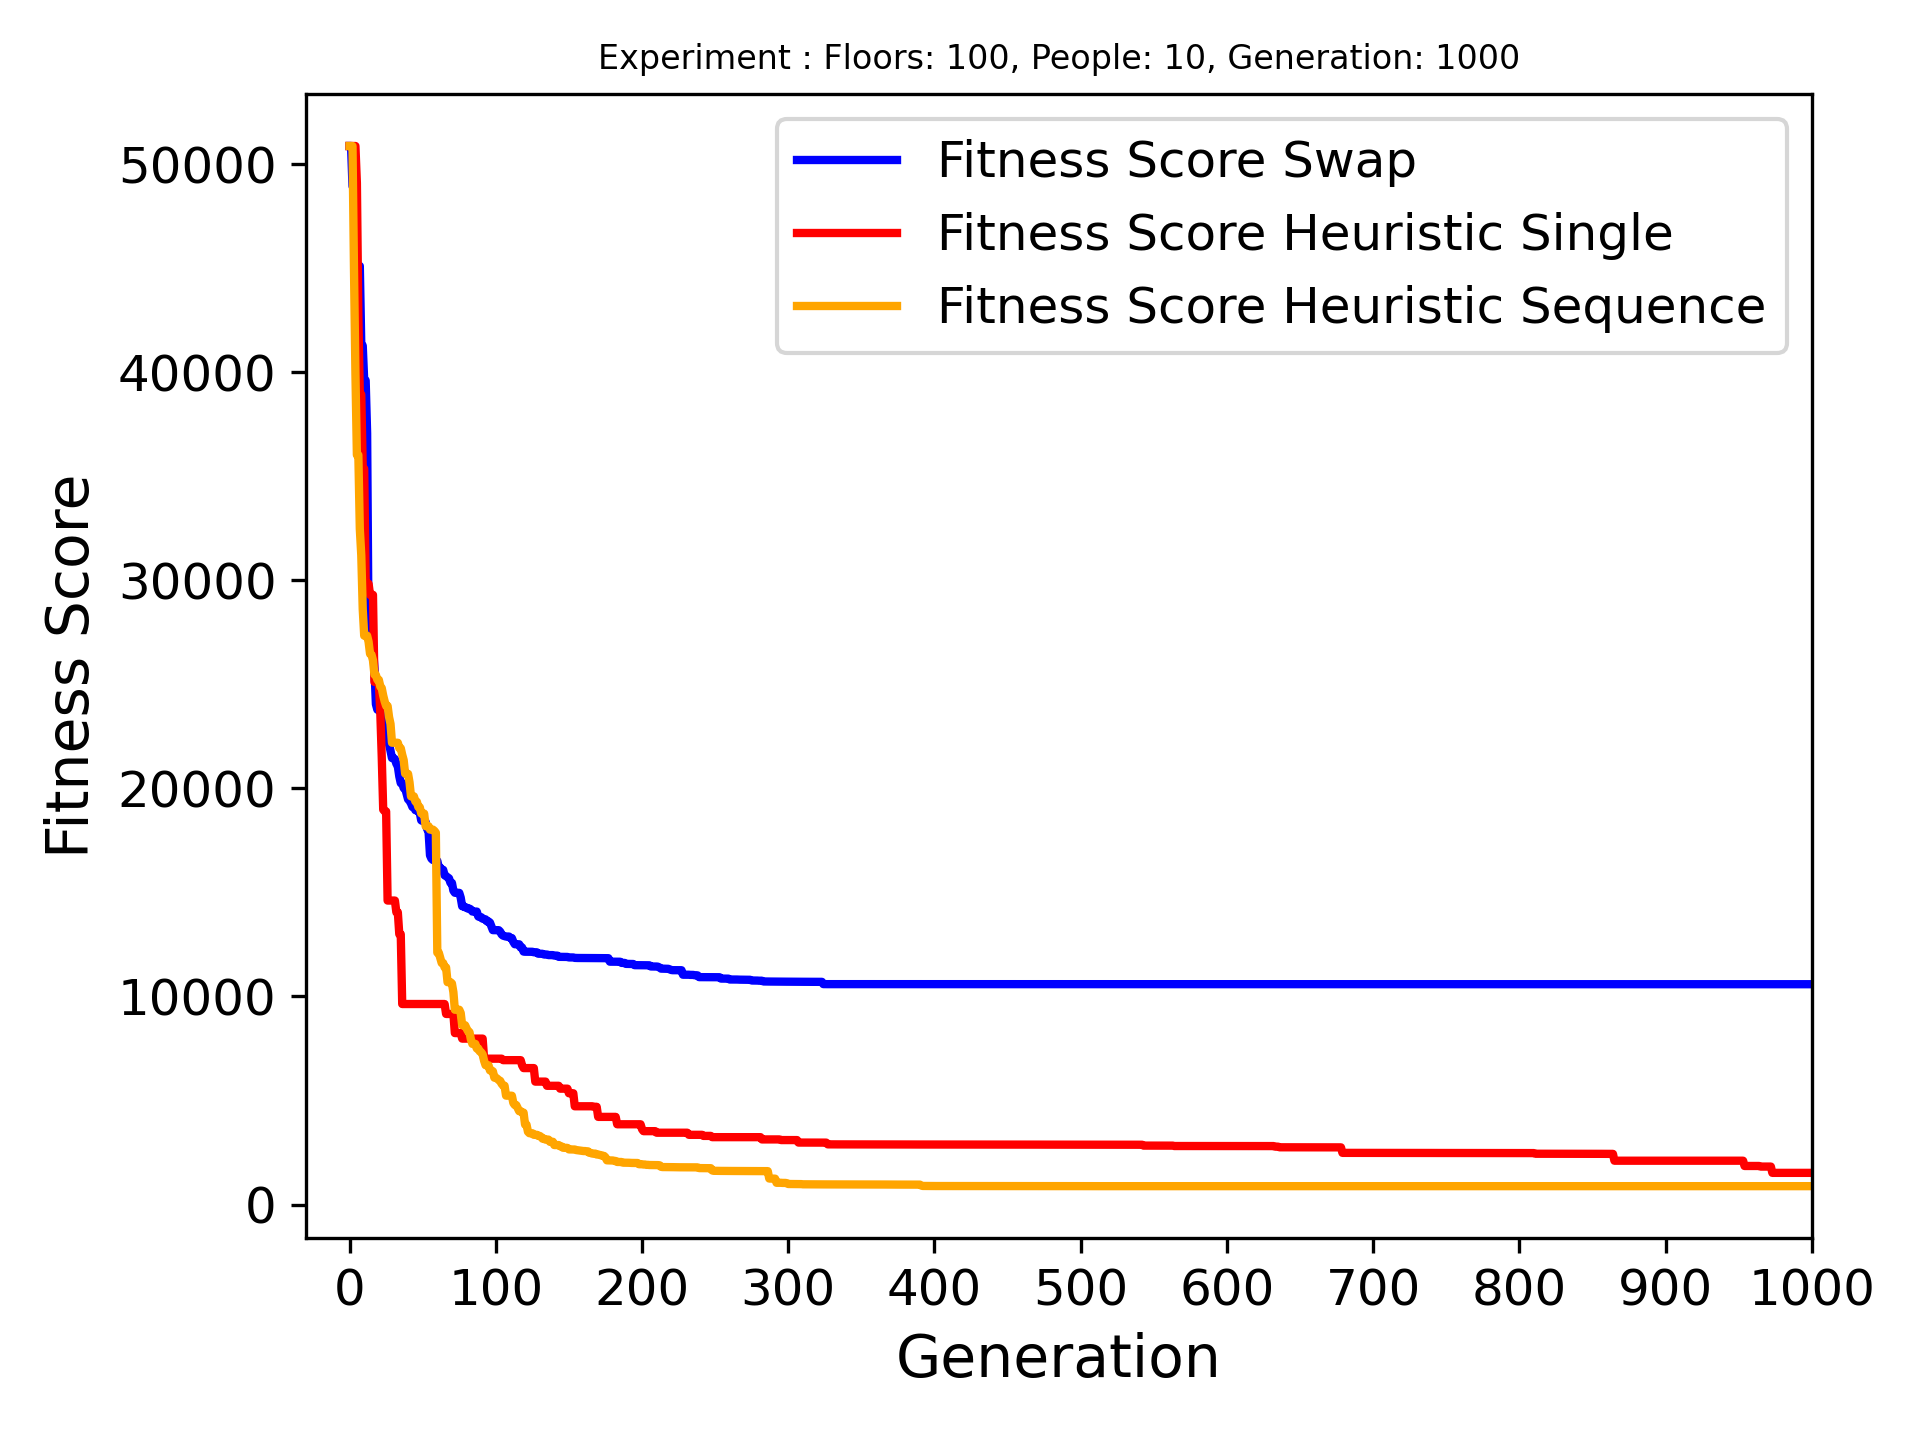 Experiment : Floors: 100, People: 10, Generation: 1000
Fitness Score Swap
Fitness Score Heuristic Single
Fitness Score Heuristic Sequence
Fitness Score
50000
40000
30000
20000
10000
0
0 100 200 300 400 500 600 700 800 900 1000
Generation